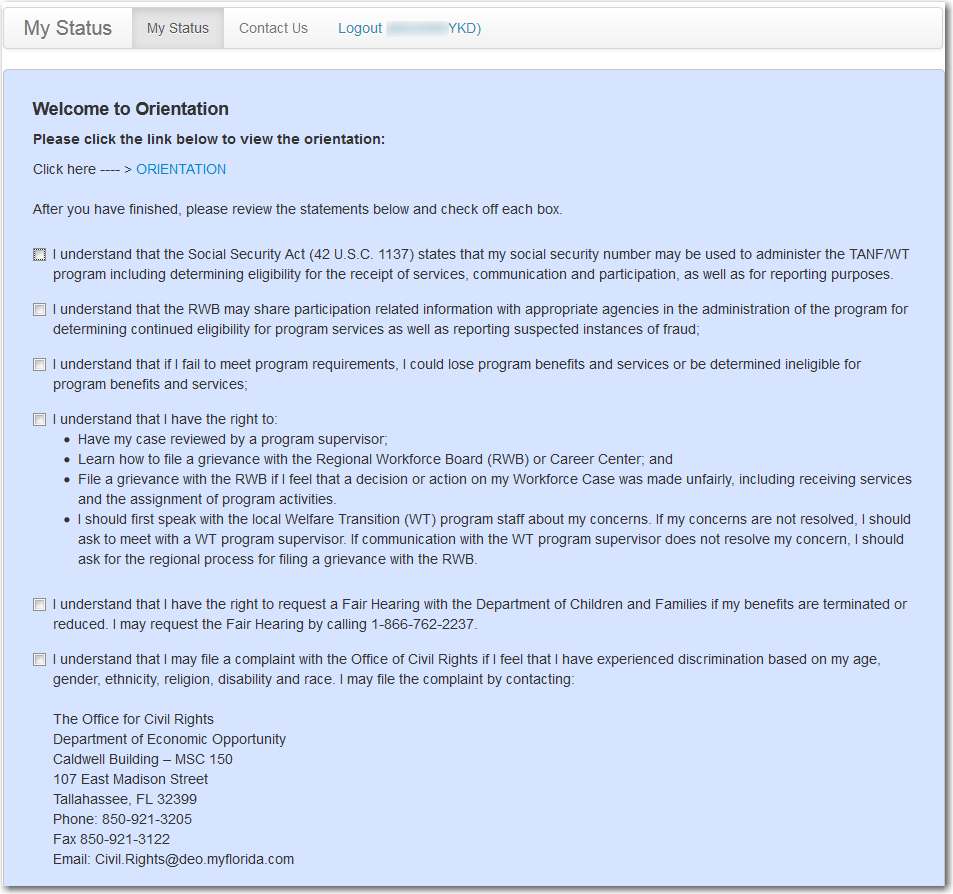 My Status My Status Contact Us Logout YKD)
Welcome to Orientation
Please click the link below to view the orientation:
Click here ---- > ORIENTATION
After you have finished, please review the statements below and check off each box.
I understand that the Social Security Act (42 U.S.C. 1137) states that my social security number may be used to administer the TANF/WT
program including determining eligibility for the receipt of services, communication and participation, as well as for reporting purposes.
I understand that the RWB may share participation related information with appropriate agencies in the administration of the program for
determining continued eligibility for program services as well as reporting suspected instances of fraud;
I understand that if I fail to meet program requirements, I could lose program benefits and services or be determined ineligible for
program benefits and services;
I understand that I have the right to:
• Have my case reviewed by a program supervisor;
• Learn how to file a grievance with the Regional Workforce Board (RWB) or Career Center; and
• File a grievance with the RWB if I feel that a decision or action on my Workforce Case was made unfairly, including receiving services
and the assignment of program activities.
• I should first speak with the local Welfare Transition (WT) program staff about my concerns. If my concerns are not resolved, I should
ask to meet with a WT program supervisor. If communication with the WT program supervisor does not resolve my concern, I should
ask for the regional process for filing a grievance with the RWB.
I understand that I have the right to request a Fair Hearing with the Department of Children and Families if my benefits are terminated or
reduced. I may request the Fair Hearing by calling 1-866-762-2237.
I understand that I may file a complaint with the Office of Civil Rights if I feel that I have experienced discrimination based on my age,
gender, ethnicity, religion, disability and race. I may file the complaint by contacting:
The Office for Civil Rights
Department of Economic Opportunity
Caldwell Building – MSC 150
107 East Madison Street
Tallahassee, FL 32399
Phone: 850-921-3205
Fax 850-921-3122
Email: Civil.Rights@deo.myflorida.com